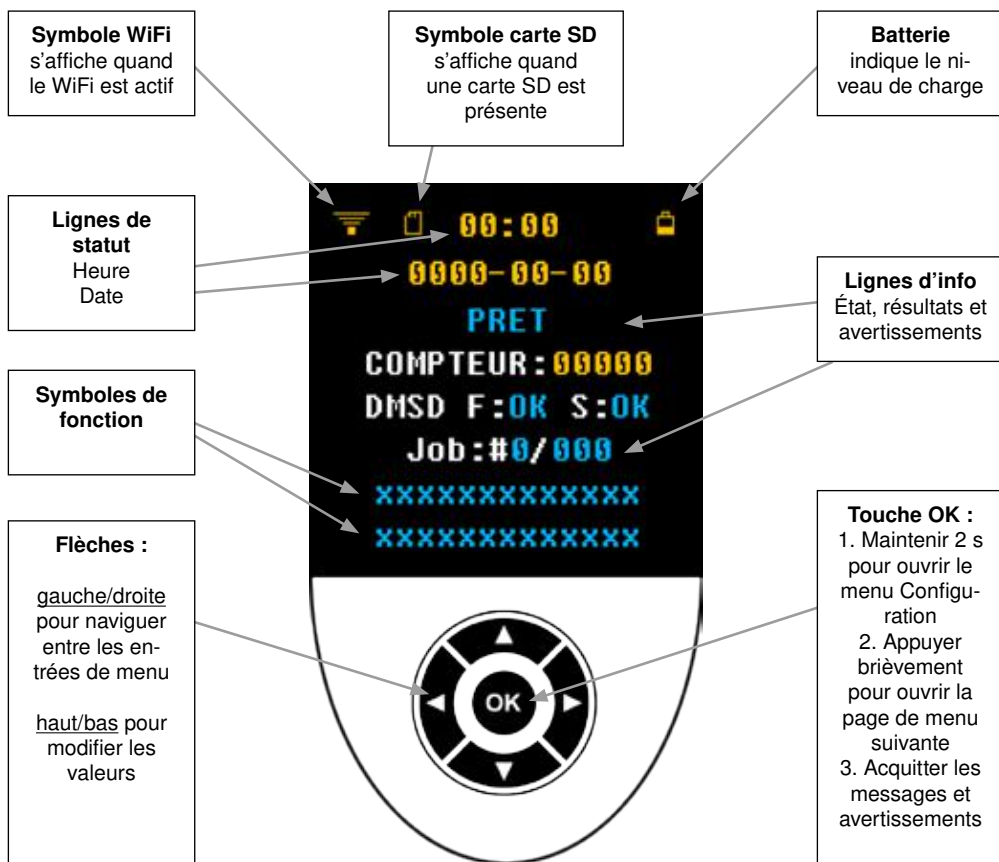 Symbole WiFi
s'affiche quand
le WiFi est actif
Symbole carte SD
s'affiche quand
une carte SD est
présente
Batterie
indique le ni-
veau de charge
Lignes de
statut
Heure
Date
Symboles de
fonction
Flèches :
gauche/droite
pour naviguer
entre les en-
trées de menu
haut/bas pour
modifier les
valeurs
00:00
0000-00-00
PRET
COMPTEUR:00000
DMSD F:OK S:OK
Job:#0/000
xxxxxxxxxxxxx
xxxxxxxxxxxxx
OK
Lignes d'info
État, résultats et
avertissements
Touche OK :
1. Maintenir 2 s
pour ouvrir le
menu Configu-
ration
2. Appuyer
brièvement
pour ouvrir la
page de menu
suivante
3. Acquitter les
messages et
avertissements